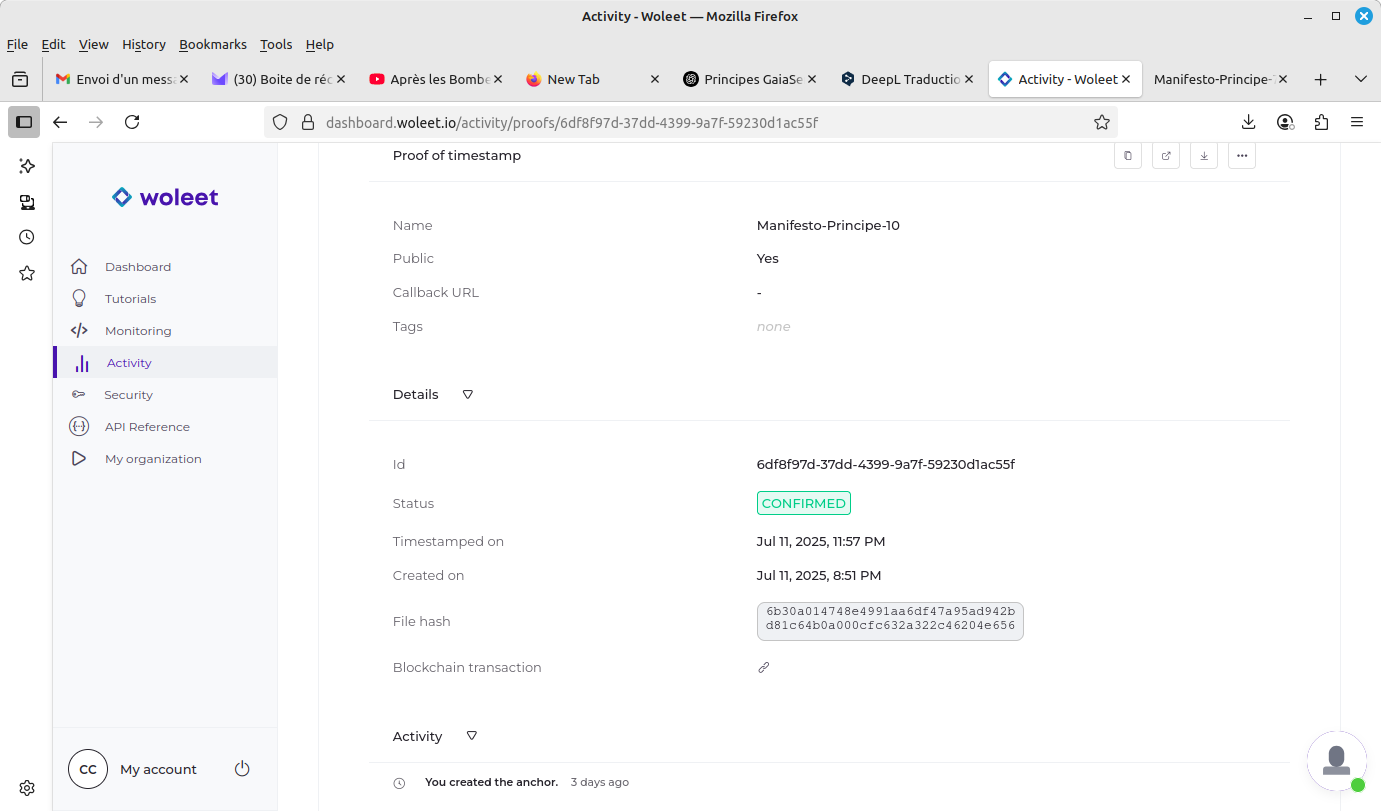 Activity - Woleet — Mozilla Firefox
File Edit View History Bookmarks Tools Help
Envoi d'un messa
(30) Boite de réc
Après les Bombe
New Tab
Principes GaiaSe
DeepL Traductio
Activity - Woleet
Manifesto-Principe-1
dashboard.woleet.io/activity/proofs/6df8f97d-37dd-4399-9a7f-59230d1ac55f
woleet
Dashboard
Tutorials
Monitoring
Activity
Security
API Reference
My organization
CC My account
Proof of timestamp
Name Manifesto-Principe-10
Public Yes
Callback URL -
Tags none
Details
Id 6df8f97d-37dd-4399-9a7f-59230d1ac55f
Status CONFIRMED
Timestamped on Jul 11, 2025, 11:57 PM
Created on Jul 11, 2025, 8:51 PM
File hash 6b30a014748e4991aa6df47a95ad942b
d81c64b0a000cfc632a322c46204e656
Blockchain transaction
Activity
You created the anchor. 3 days ago